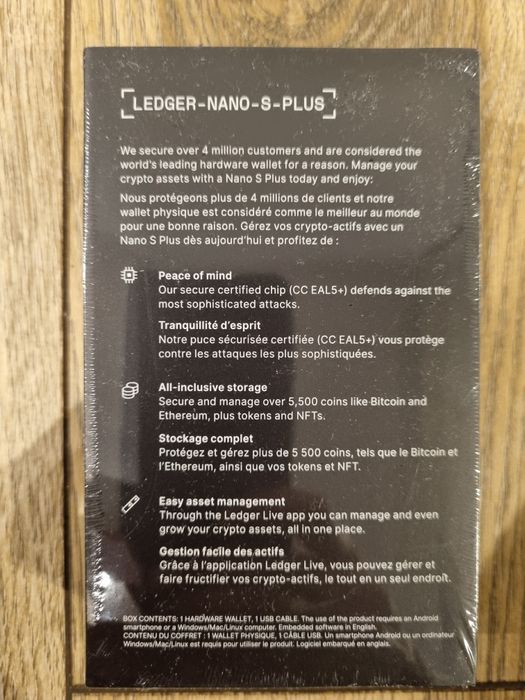 LEDGER-NANO-S-PLUS
We secure over 4 million customers and are considered the
world's leading hardware wallet for a reason. Manage your
crypto assets with a Nano S Plus today and enjoy:
Nous protégeons plus de 4 millions de clients et notre
wallet physique est considéré comme le meilleur au monde
pour une bonne raison. Gérez vos crypto-actifs avec un
Nano S Plus dès aujourd'hui et profitez de :
Peace of mind
Our secure certified chip (CC EAL5+) defends against the
most sophisticated attacks.
Tranquillité d'esprit
Notre puce sécurisée certifiée (CC EAL5+) vous protège
contre les attaques les plus sophistiquées.
All-inclusive storage
Secure and manage over 5,500 coins like Bitcoin and
Ethereum, plus tokens and NFTs.
Stockage complet
Protégez et gérez plus de 5 500 coins, tels que le Bitcoin et
l'Ethereum, ainsi que vos tokens et NFT.
Easy asset management
Through the Ledger Live app you can manage and even
grow your crypto assets, all in one place.
Gestion facile des actifs
Grâce à l'application Ledger Live, vous pouvez gérer et
faire fructifier vos crypto-actifs, le tout en un seul endroit.
BOX CONTENTS: 1 HARDWARE WALLET, 1 USB CABLE. The use of the product requires an Android
smartphone or a Windows/Mac/Linux computer. Embedded software in English.
CONTENU DU COFFRET : 1 WALLET PHYSIQUE, 1 CÂBLE USB. Un smartphone Android ou un ordinateur
Windows/Mac/Linux est requis pour utiliser le produit. Logiciel embarqué en anglais.